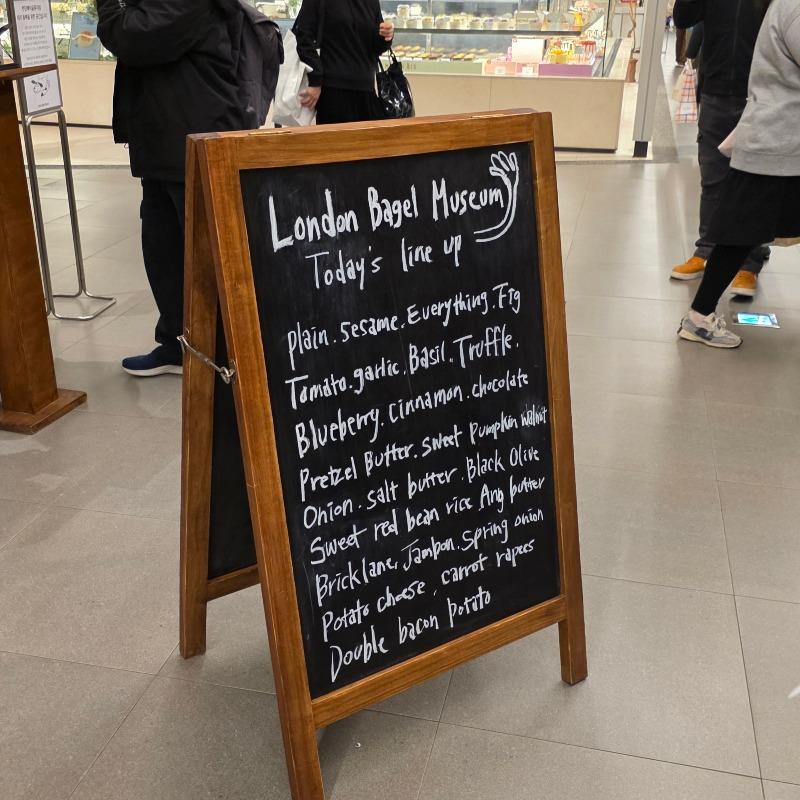 London Bagel Museum
Today's line up
plain. sesame. Everything. Fig
Tomato. garlic. Basil. Truffle.
Blueberry. cinnamon. chocolate
Pretzel Butter. sweet Pumpkin walnut
Onion. salt butter. Black Olive
Sweet red bean rice Ang butter
Bricklane, Jambon. Spring onion
Potato cheese, carrot rapees
Double bacon potato